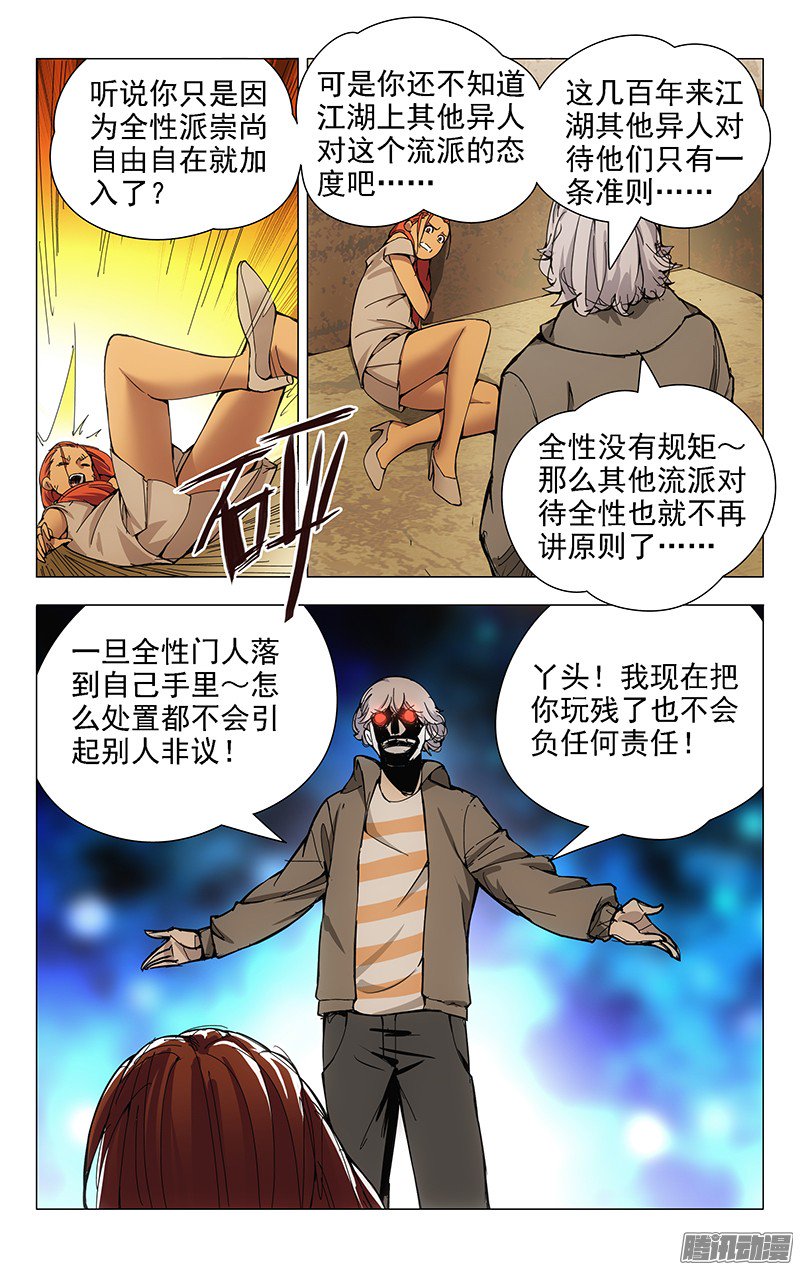 听说你只是因
为全性派崇尚
自由自在就加
入了？
可是你还不知道
江湖上其他异人
对这个流派的态
度吧……
这几百年来江
湖其他异人对
待他们只有一
条准则……
砰
全性没有规矩～
那么其他流派对
待全性也就不再
讲原则了……
一旦全性门人落
到自己手里～怎
么处置都不会引
起别人非议！
丫头！我现在把
你玩残了也不会
负任何责任！
腾讯动漫